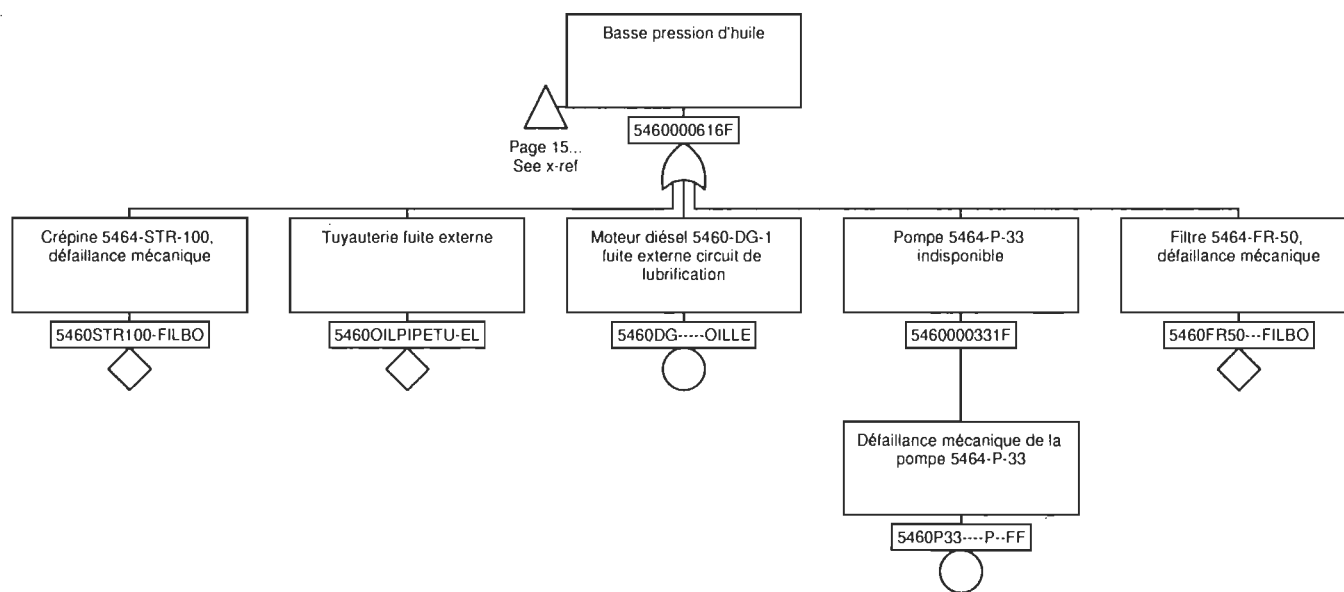 Basse pression d'huile
5460000616F
Page 15...
See x-ref
Crépine 5464-STR-100,
défaillance mécanique
Tuyauterie fuite externe
Moteur diésel 5460-DG-1
fuite externe circuit de
lubrification
Pompe 5464-P-33
indisponible
Filtre 5464-FR-50,
défaillance mécanique
5460STR100-FILBO
5460OILPIPETU-EL
5460DG-----OILLE
5460000331F
5460FR50---FILBO
Défaillance mécanique de la
pompe 5464-P-33
5460P33----P--FF